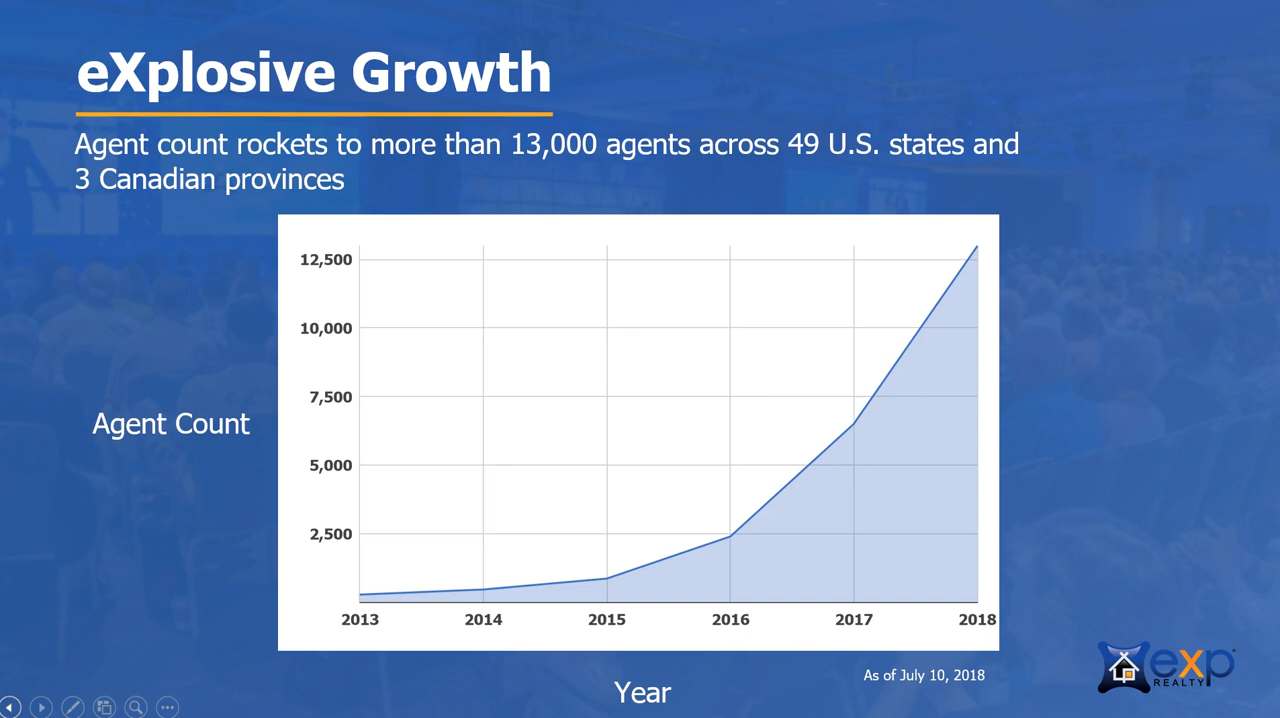 eXplosive Growth
Agent count rockets to more than 13,000 agents across 49 U.S. states and
3 Canadian provinces
12,500
10,000
7,500
Agent Count
5,000
2,500
2013 2014 2015 2016 2017 2018
As of July 10, 2018
Year
exp
REALTY